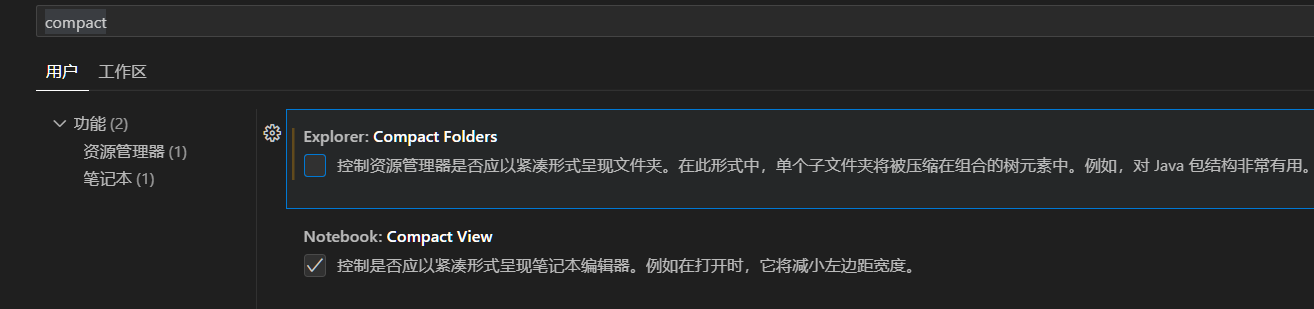 compact
用户 工作区
功能 (2)
资源管理器 (1)
笔记本 (1)
Explorer: Compact Folders
控制资源管理器是否应以紧凑形式呈现文件夹。在此形式中，单个子文件夹将被压缩在组合的树元素中。例如，对 Java 包结构非常有用。
Notebook: Compact View
控制是否应以紧凑形式呈现笔记本编辑器。例如在打开时，它将减小左边距宽度。